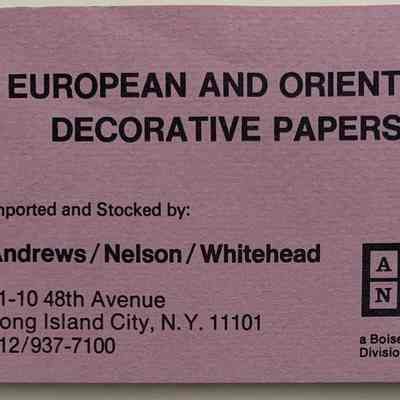 EUROPEAN AND ORIENT
DECORATIVE PAPERS
mported and Stocked by:
Andrews/Nelson/Whitehead
1-10 48th Avenue
ong Island City, N.Y. 11101
12/937-7100
A
N
a Boise
Division